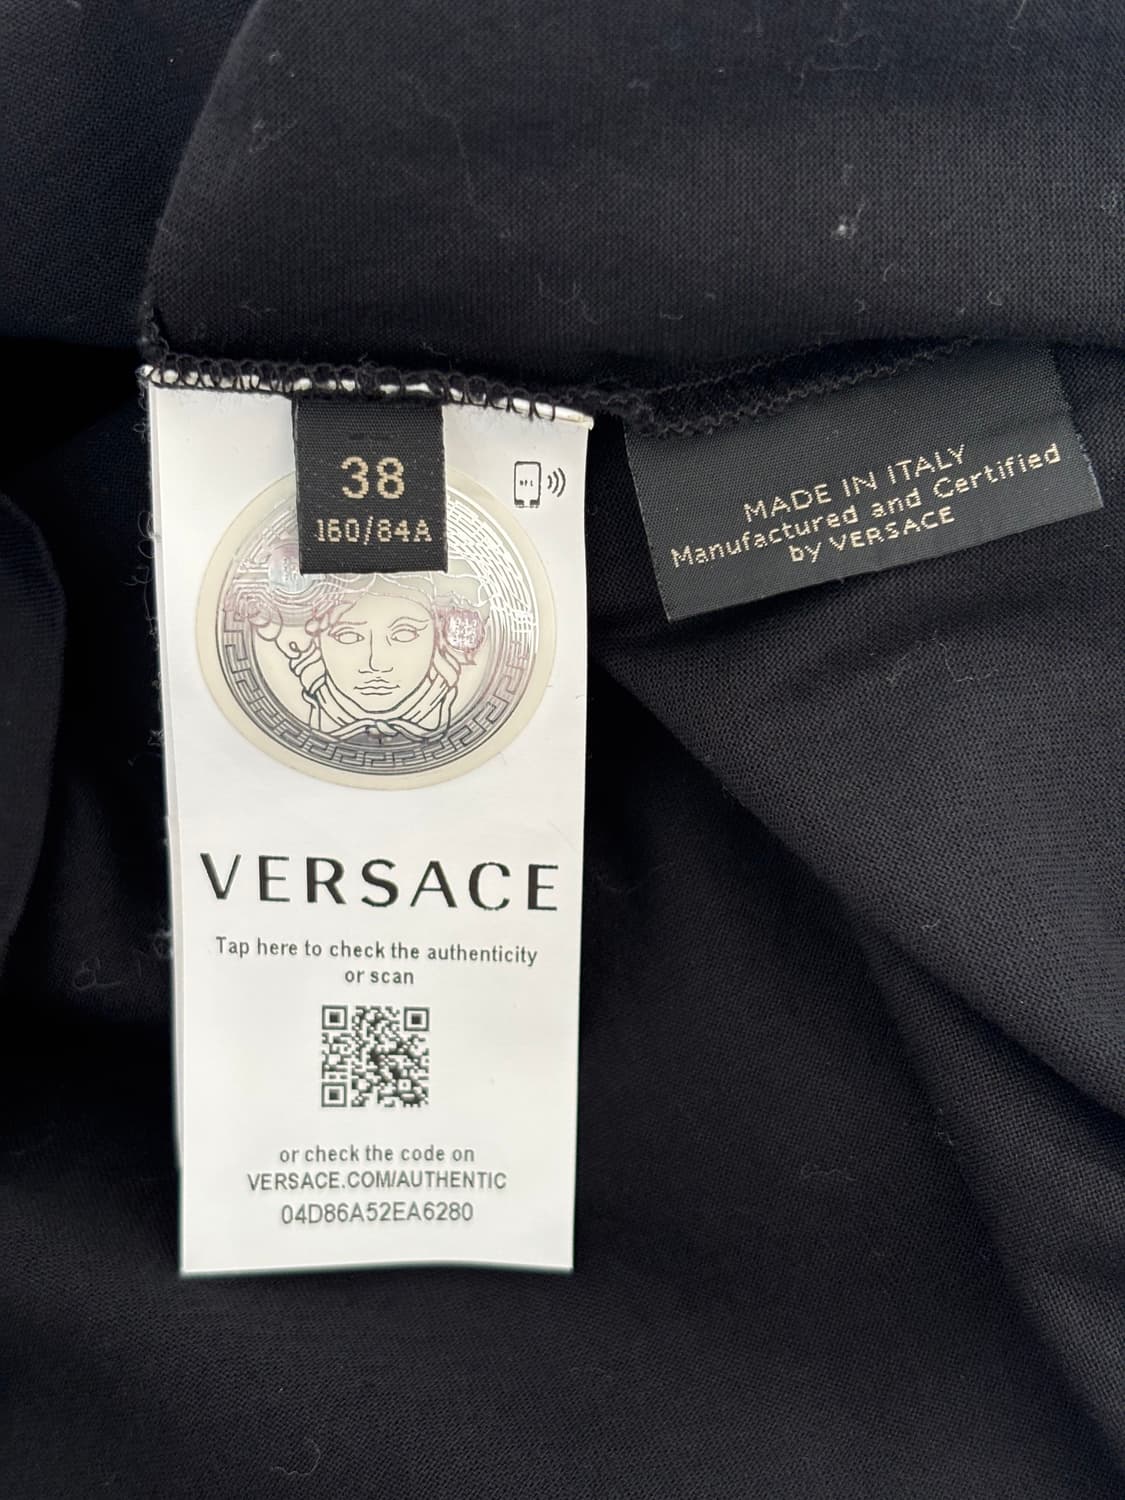 38
160/84A
VERSACE
Tap here to check the authenticity
or scan
or check the code on
VERSACE.COM/AUTHENTIC
04D86A52EA6280
MADE IN ITALY
Manufactured and Certified
by VERSACE